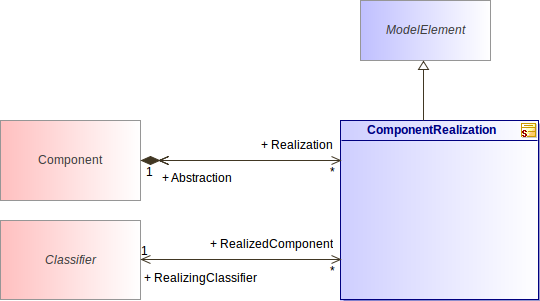 ModelElement
ComponentRealization
S
Component
+ Realization
1
+ Abstraction
*
Classifier
1
+ RealizedComponent
+ RealizingClassifier
*